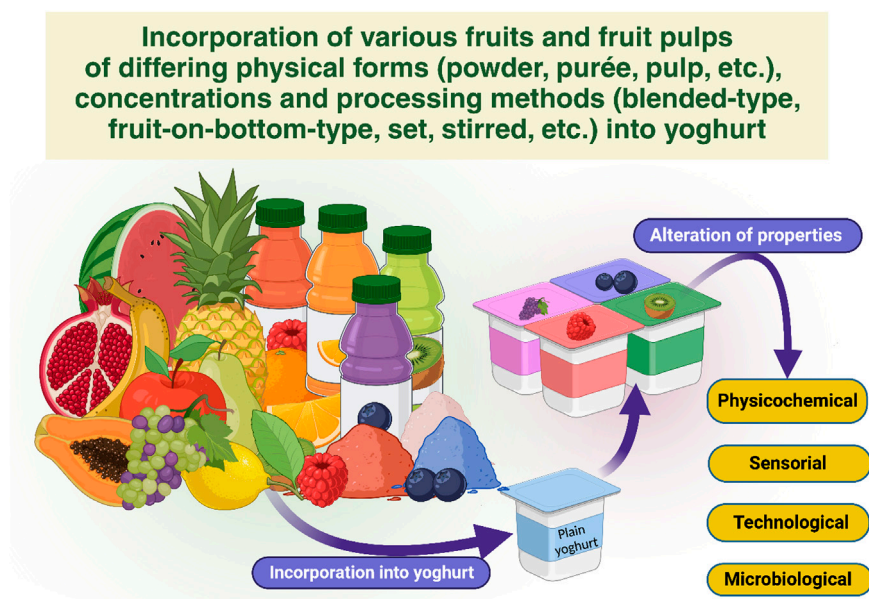 Incorporation of various fruits and fruit pulps
of differing physical forms (powder, purée, pulp, etc.),
concentrations and processing methods (blended-type,
fruit-on-bottom-type, set, stirred, etc.) into yoghurt
Alteration of properties
Physicochemical
Sensorial
Technological
Microbiological
Plain
yoghurt
Incorporation into yoghurt